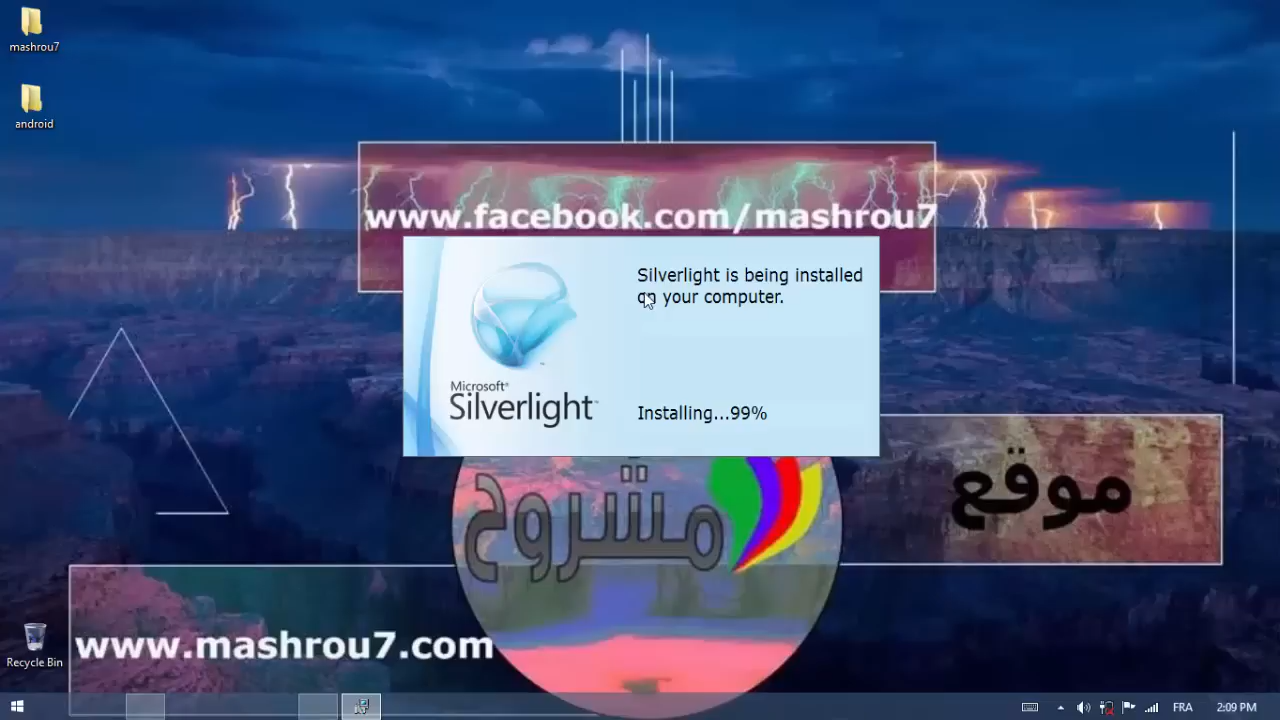 mashrou7
android
www.facebook.com/mashrou7
Silverlight is being installed
on your computer.
Microsoft®
Silverlight™
Installing...99%
موقع
مشروح
www.mashrou7.com
Recycle Bin
FRA
2:09 PM